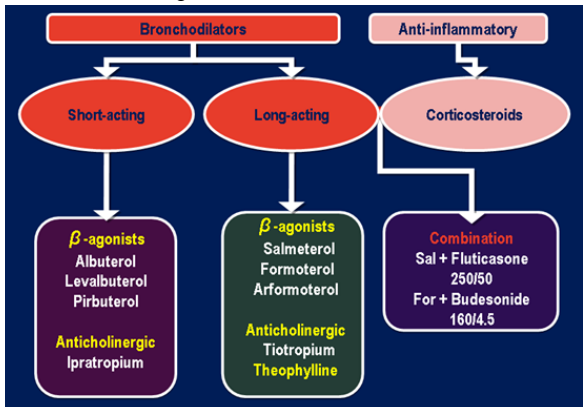 Bronchodilators
Anti-inflammatory
Short-acting
Long-acting
Corticosteroids
β-agonists
Albuterol
Levalbuterol
Pirbuterol
Anticholinergic
Ipratropium
β-agonists
Salmeterol
Formoterol
Arformoterol
Anticholinergic
Tiotropium
Theophylline
Combination
Sal + Fluticasone
250/50
For + Budesonide
160/4.5